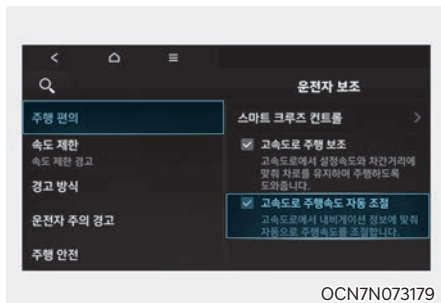 운전자 보조
주행 편의
속도 제한
속도 제한 경고
경고 방식
운전자 주의 경고
주행 안전
스마트 크루즈 컨트롤
고속도로 주행 보조
고속도로에서 설정속도와 차간거리에
맞춰 차로를 유지하며 주행하도록
도와줍니다.
고속도로 주행속도 자동 조절
고속도로에서 내비게이션 정보에 맞춰
자동으로 주행속도를 조절합니다.
OCN7N073179